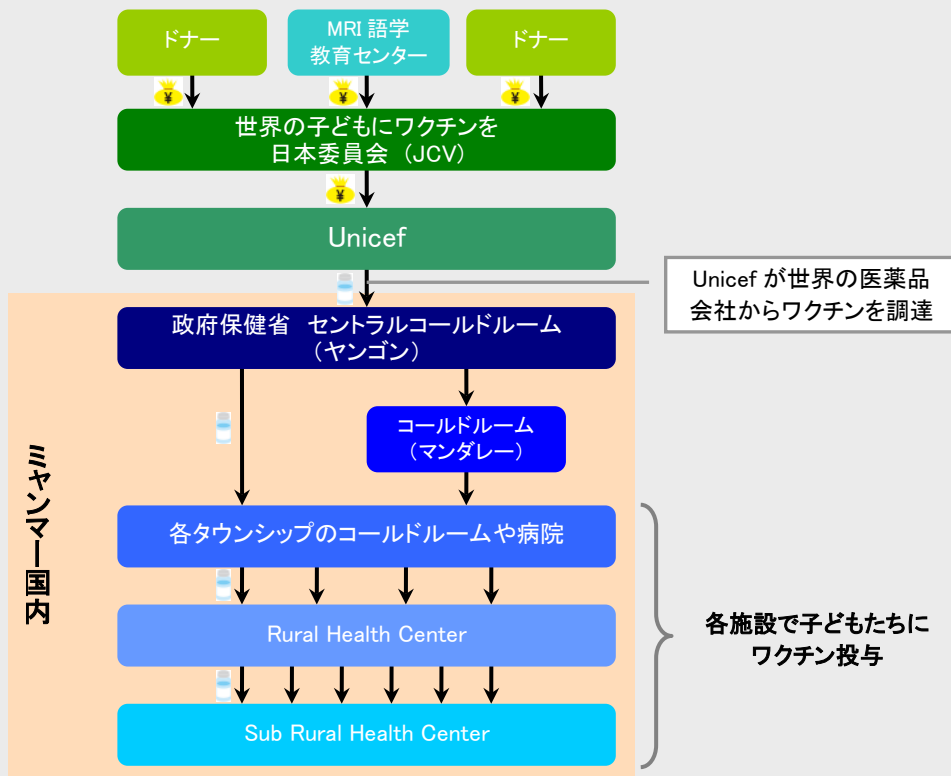 ドナー
MRI 語学
教育センター
ドナー
¥
¥
¥
世界の子どもにワクチンを
日本委員会 (JCV)
¥
Unicef
Unicef が世界の医薬品
会社からワクチンを調達
政府保健省　セントラルコールドルーム
(ヤンゴン)
コールドルーム
(マンダレー)
ミャンマー国内
各タウンシップのコールドルームや病院
Rural Health Center
各施設で子どもたちに
ワクチン投与
Sub Rural Health Center